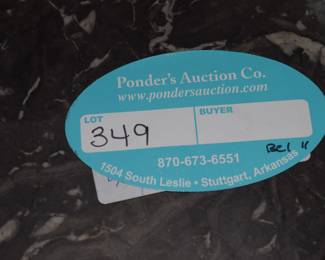 Ponder's Auction Co.
www.pondersauction.com
LOT
BUYER
349
870-673-6551
1504 South Leslie • Stuttgart, Arkansas